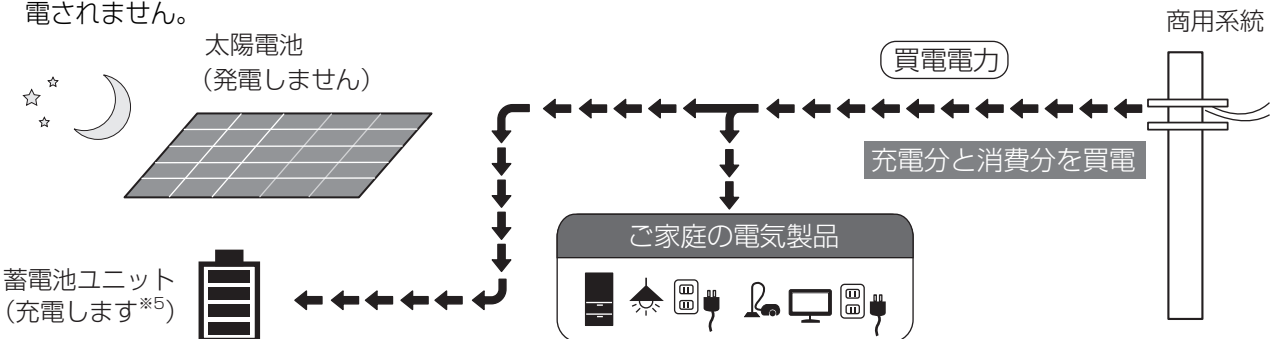 電されません。
商用系統
太陽電池
（発電しません）
買電電力
充電分と消費分を買電
ご家庭の電気製品
蓄電池ユニット
（充電します※5）